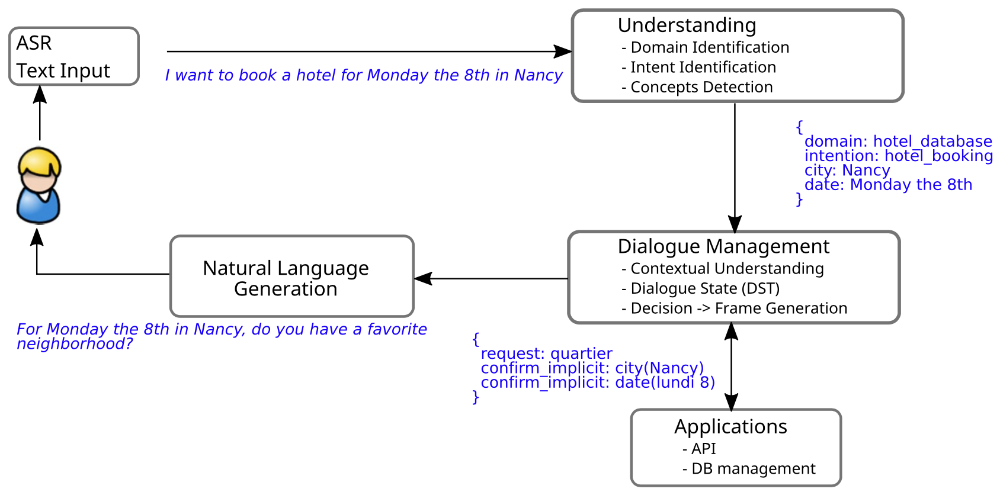 ASR
Text Input
I want to book a hotel for Monday the 8th in Nancy
Understanding
- Domain Identification
- Intent Identification
- Concepts Detection
{
domain: hotel_database
intention: hotel_booking
city: Nancy
date: Monday the 8th
}
Dialogue Management
- Contextual Understanding
- Dialogue State (DST)
- Decision -> Frame Generation
Natural Language
Generation
For Monday the 8th in Nancy, do you have a favorite
neighborhood?
{
request: quartier
confirm_implicit: city(Nancy)
confirm_implicit: date(lundi 8)
}
Applications
- API
- DB management